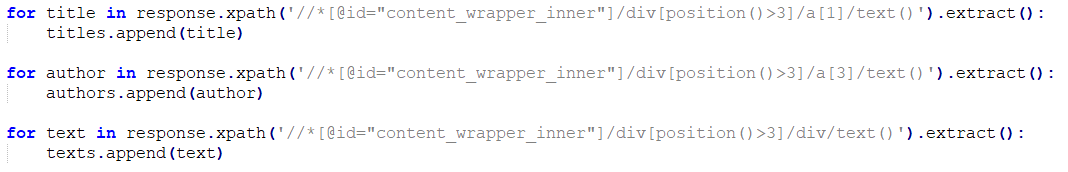 for title in response.xpath('//*[@id="content_wrapper_inner"]/div[position()>3]/a[1]/text()').extract():
    titles.append(title)
for author in response.xpath('//*[@id="content_wrapper_inner"]/div[position()>3]/a[3]/text()').extract():
    authors.append(author)
for text in response.xpath('//*[@id="content_wrapper_inner"]/div[position()>3]/div/text()').extract():
    texts.append(text)